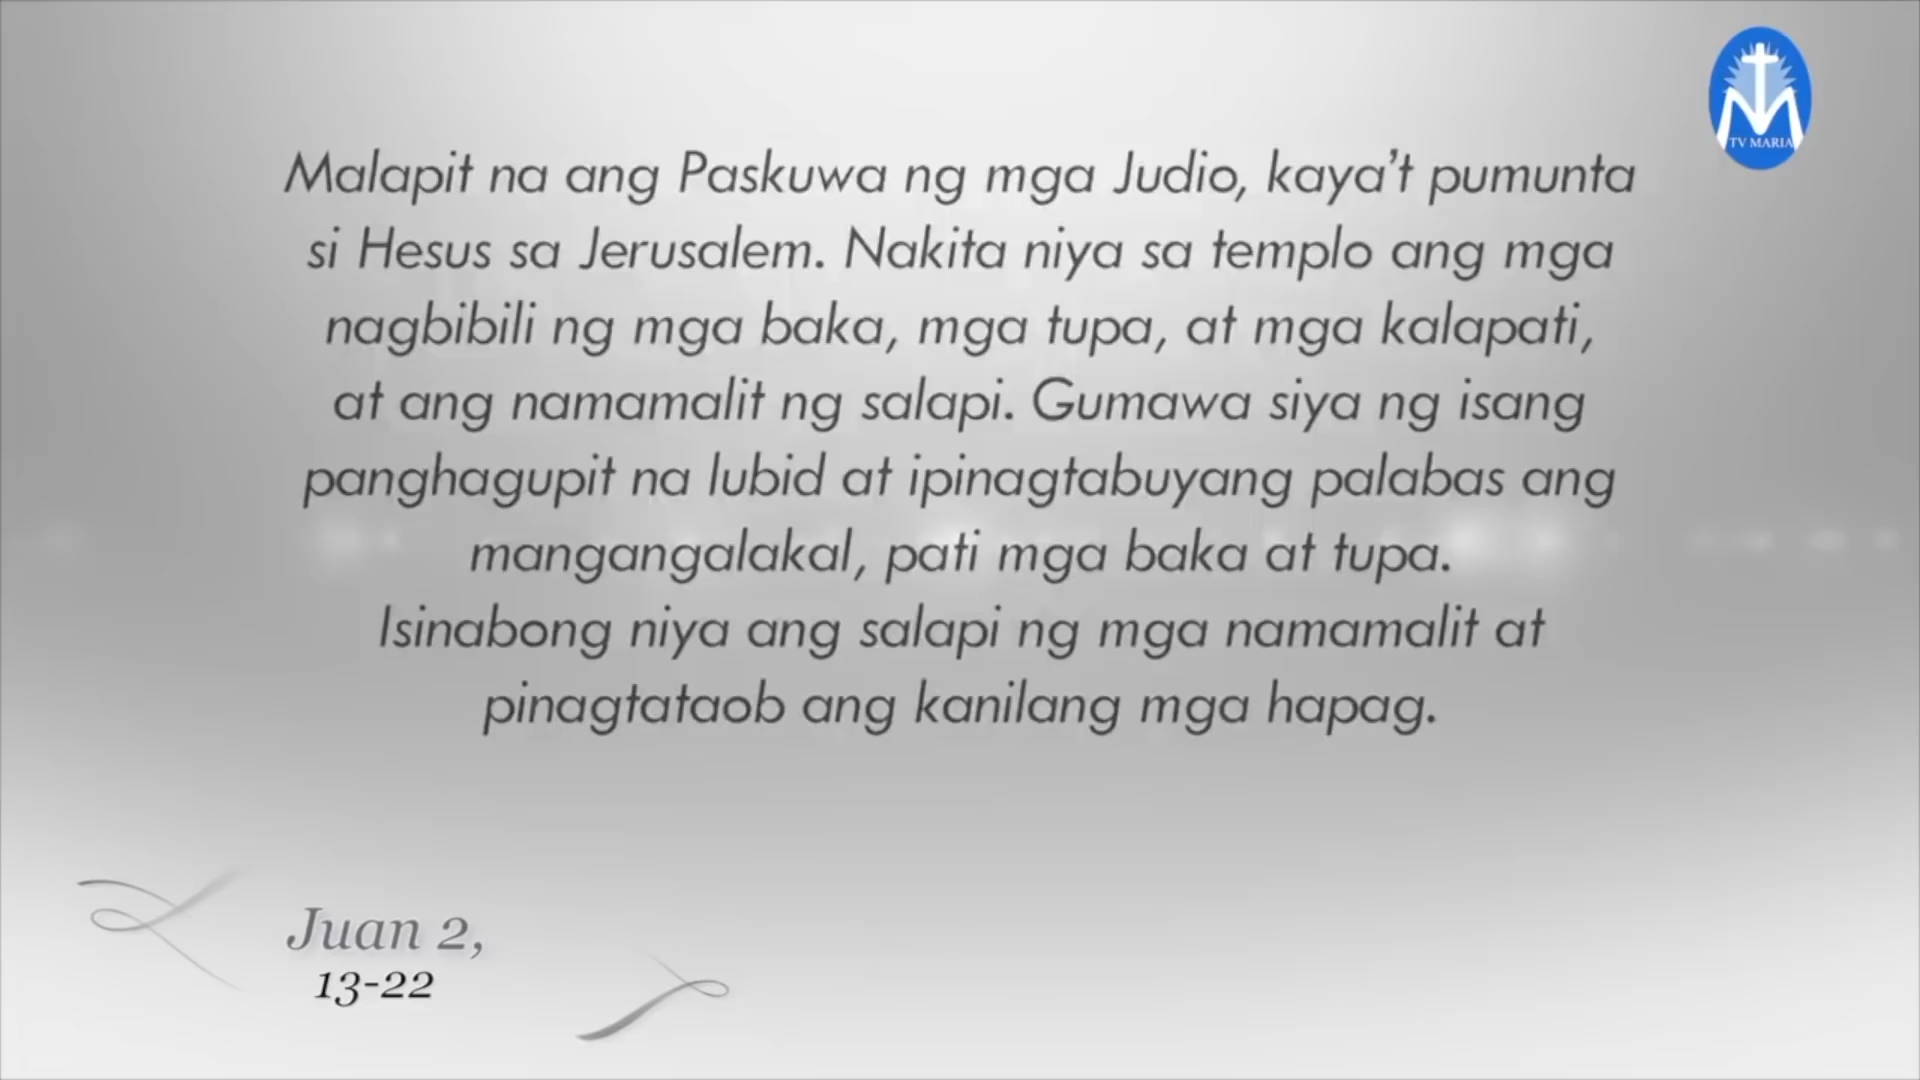 TV MARIA
Malapit na ang Paskuwa ng mga Judio, kaya't pumunta
si Hesus sa Jerusalem. Nakita niya sa templo ang mga
nagbibili ng mga baka, mga tupa, at mga kalapati,
at ang namamalit ng salapi. Gumawa siya ng isang
panghagupit na lubid at ipinagtabuyang palabas ang
mangangalakal, pati mga baka at tupa.
Isinabong niya ang salapi ng mga namamalit at
pinagtataob ang kanilang mga hapag.
Juan 2,
13-22